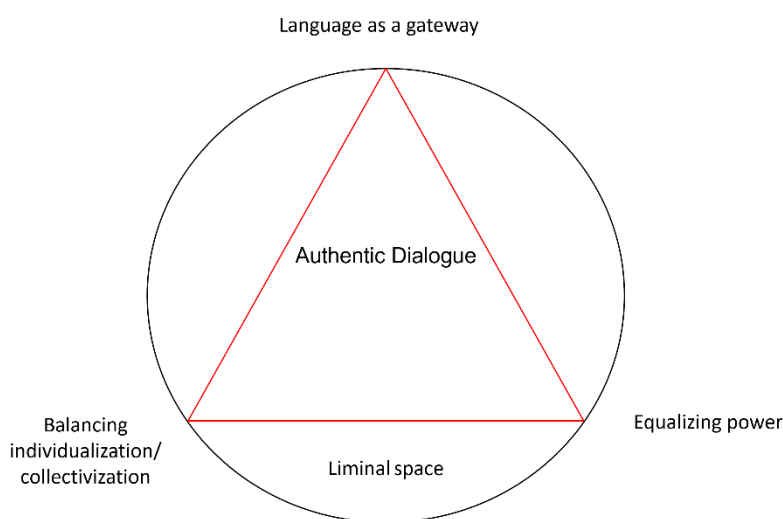 Language as a gateway
Authentic Dialogue
Balancing
individualization/
collectivization
Equalizing power
Liminal space